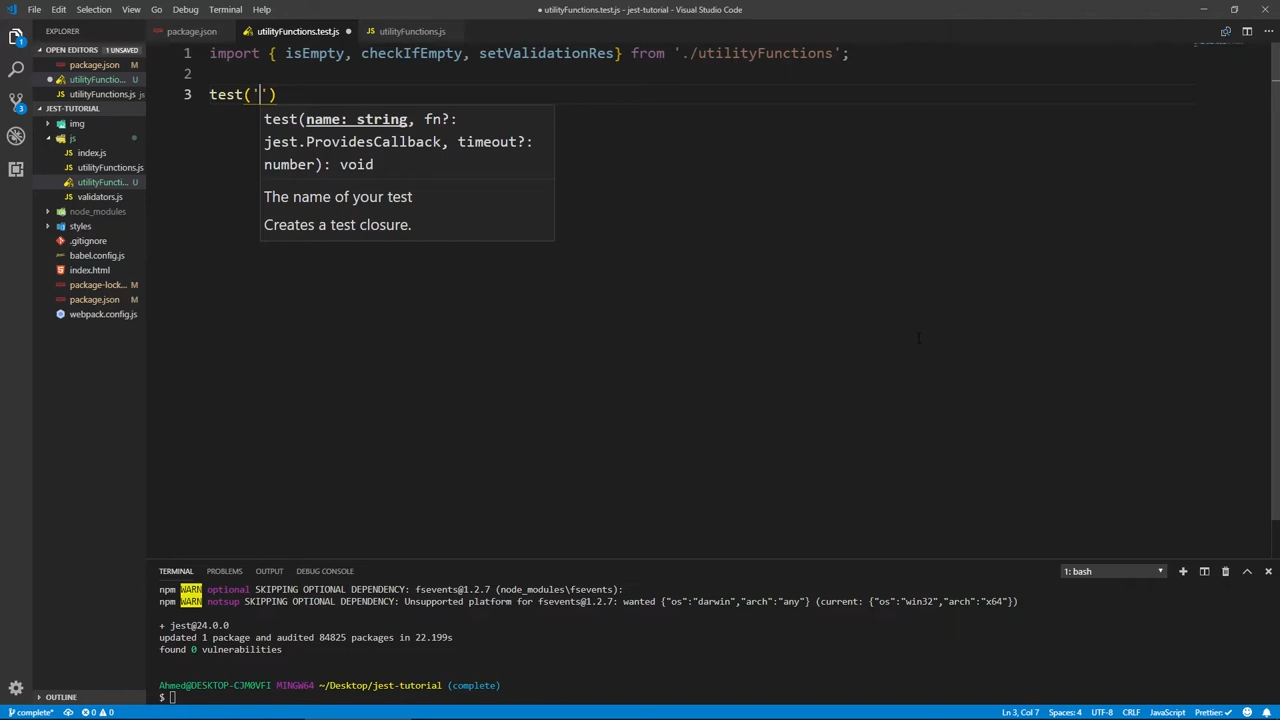 File Edit Selection View Go Debug Terminal Help
● utilityFunctions.test.js - jest-tutorial - Visual Studio Code
EXPLORER
package.json
utilityFunctions.test.js ●
utilityFunctions.js
OPEN EDITORS 1 UNSAVED
package.json M
● utilityFunctio... U
utilityFunctions.js js
JEST-TUTORIAL
img
js
index.js
utilityFunctions.js
utilityFuncti... U
validators.js
node_modules
styles
.gitignore
babel.config.js
index.html
package-lock... M
package.json M
webpack.config.js
OUTLINE
1 import { isEmpty, checkIfEmpty, setValidationRes} from './utilityFunctions';
2
3 test('')
test(name: string, fn?:
jest.ProvidesCallback, timeout?:
number): void
The name of your test
Creates a test closure.
TERMINAL PROBLEMS OUTPUT DEBUG CONSOLE
1: bash
npm WARN optional SKIPPING OPTIONAL DEPENDENCY: fsevents@1.2.7 (node_modules\fsevents):
npm WARN notsup SKIPPING OPTIONAL DEPENDENCY: Unsupported platform for fsevents@1.2.7: wanted {"os":"darwin","arch":"any"} (current: {"os":"win32","arch":"x64"})
+ jest@24.0.0
updated 1 package and audited 84825 packages in 22.199s
found 0 vulnerabilities
Ahmed@DESKTOP-CJM0VFI MINGW64 ~/Desktop/jest-tutorial (complete)
$
complete* 0 0
Ln 3, Col 7 Spaces: 4 UTF-8 CRLF JavaScript Prettier: ✓
1
3